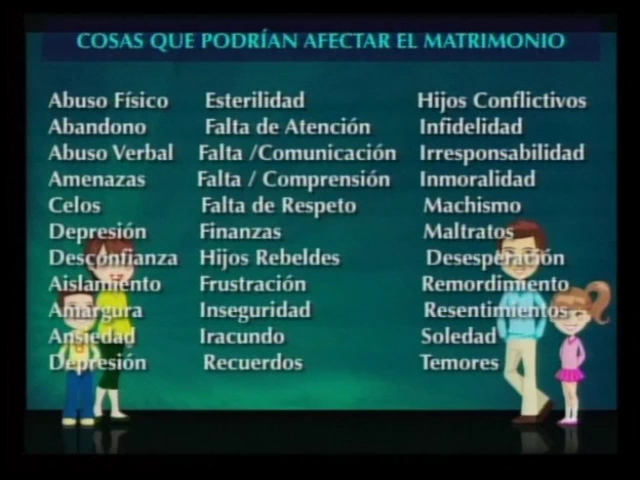 COSAS QUE PODRÍAN AFECTAR EL MATRIMONIO
Abuso Físico Esterilidad Hijos Conflictivos
Abandono Falta de Atención Infidelidad
Abuso Verbal Falta /Comunicación Irresponsabilidad
Amenazas Falta / Comprensión Inmoralidad
Celos Falta de Respeto Machismo
Depresión Finanzas Maltratos
Desconfianza Hijos Rebeldes Desesperación
Aislamiento Frustración Remordimiento
Amargura Inseguridad Resentimientos
Ansiedad Iracundo Soledad
Depresión Recuerdos Temores